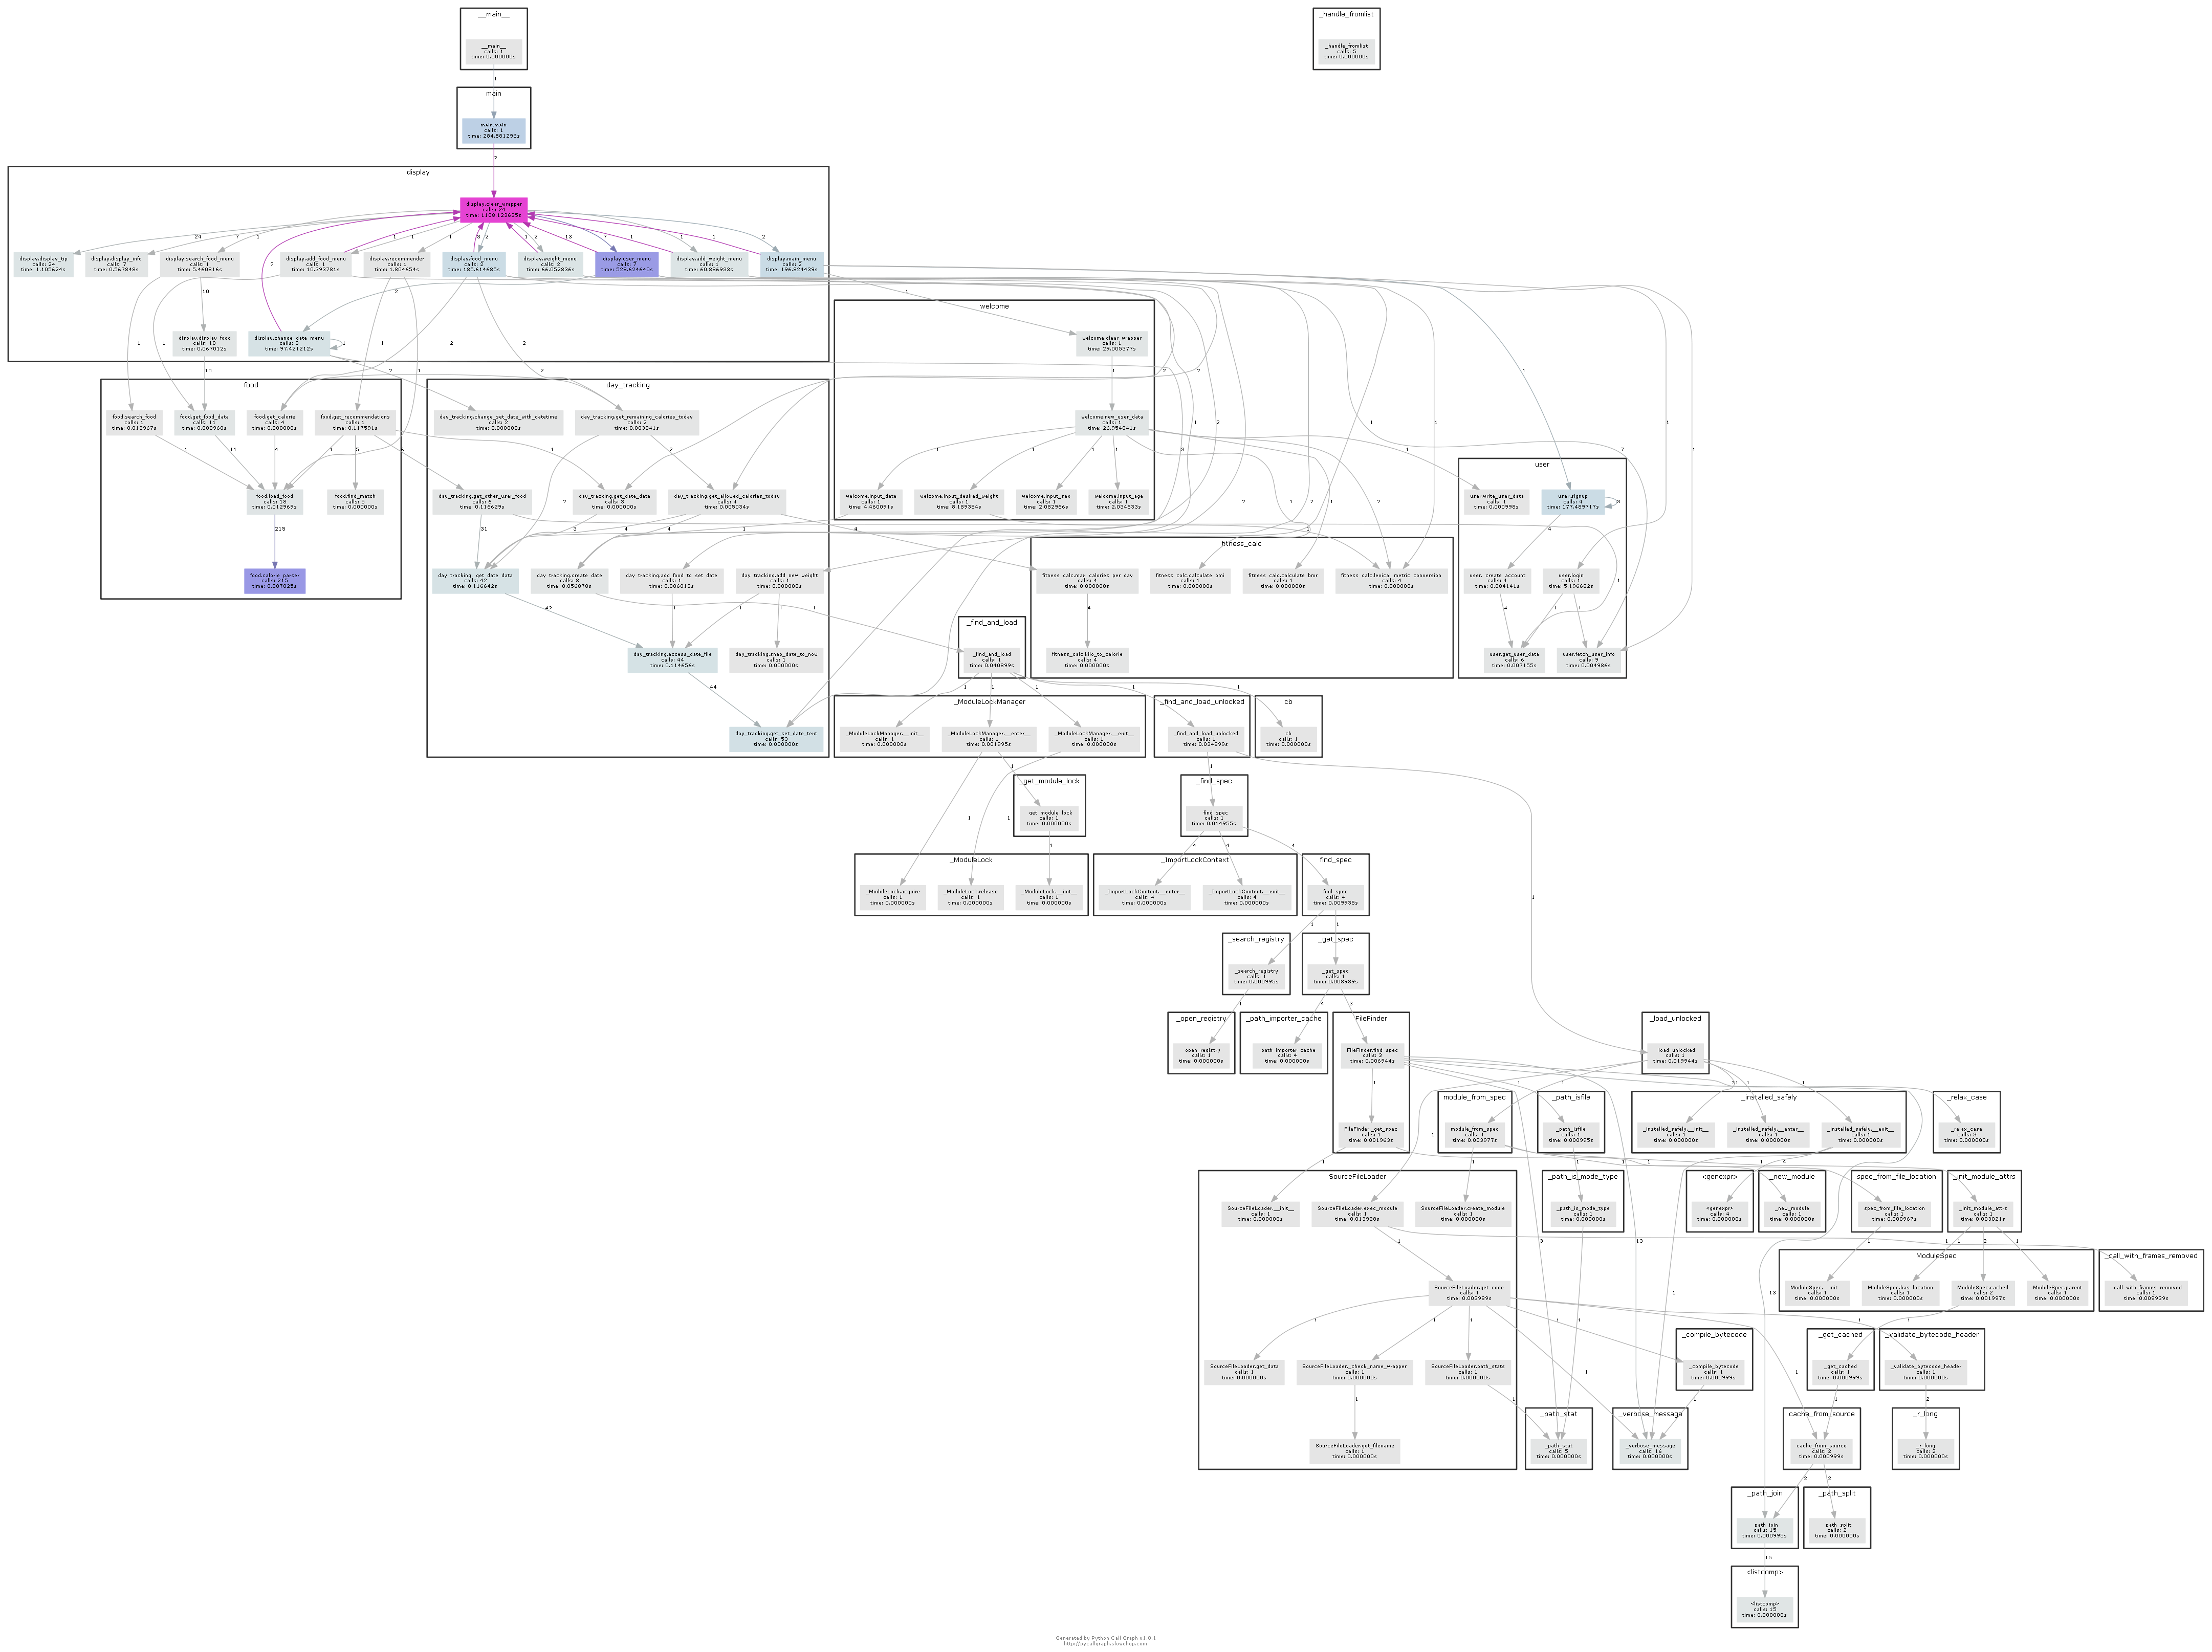 __main__
__main__
calls: 1
time: 0.000000s
_handle_fromlist
_handle_fromlist
calls: 5
time: 0.000000s
1
main
main.main
calls: 1
time: 284.581296s
2
display
display.clear_wrapper
calls: 24
time: 1108.123635s
24
7
1
1
1
1
3
2
1
2
13
7
1
1
1
2
display.display_tip
calls: 24
time: 1.105624s
display.display_info
calls: 7
time: 0.567848s
display.search_food_menu
calls: 1
time: 5.460816s
display.add_food_menu
calls: 1
time: 10.393781s
display.recommender
calls: 1
time: 1.804654s
display.food_menu
calls: 2
time: 185.614685s
display.weight_menu
calls: 2
time: 66.052836s
display.user_menu
calls: 7
time: 528.624640s
display.add_weight_menu
calls: 1
time: 60.886933s
display.main_menu
calls: 2
time: 196.824439s
display.display_food
calls: 10
time: 0.067012s
display.change_date_menu
calls: 3
time: 97.421212s
food
food.search_food
calls: 1
time: 0.013967s
food.get_food_data
calls: 11
time: 0.000960s
food.get_calorie
calls: 4
time: 0.000000s
food.get_recommendations
calls: 1
time: 0.117591s
1
11
4
1
5
food.load_food
calls: 18
time: 0.012969s
food.find_match
calls: 5
time: 0.000000s
215
food.calorie_parser
calls: 215
time: 0.007025s
day_tracking
day_tracking.change_set_date_with_datetime
calls: 2
time: 0.000000s
day_tracking.get_remaining_calories_today
calls: 2
time: 0.003041s
day_tracking.get_other_user_food
calls: 6
time: 0.116629s
day_tracking.get_date_data
calls: 3
time: 0.000000s
day_tracking.get_allowed_calories_today
calls: 4
time: 0.005034s
day_tracking._get_date_data
calls: 42
time: 0.116642s
day_tracking.create_date
calls: 8
time: 0.056878s
day_tracking.add_food_to_set_date
calls: 1
time: 0.006012s
day_tracking.add_new_weight
calls: 1
time: 0.000000s
day_tracking.access_date_file
calls: 44
time: 0.114656s
day_tracking.snap_date_to_now
calls: 1
time: 0.000000s
44
day_tracking.get_set_date_text
calls: 53
time: 0.000000s
welcome
welcome.clear_wrapper
calls: 1
time: 29.005377s
1
welcome.new_user_data
calls: 1
time: 26.954041s
welcome.input_date
calls: 1
time: 4.460091s
welcome.input_desired_weight
calls: 1
time: 8.189354s
welcome.input_sex
calls: 1
time: 2.082966s
welcome.input_age
calls: 1
time: 2.034633s
user
user.write_user_data
calls: 1
time: 0.000998s
user.signup
calls: 4
time: 177.489717s
user._create_account
calls: 4
time: 0.084141s
user.login
calls: 1
time: 5.196682s
user.get_user_data
calls: 6
time: 0.007155s
user.fetch_user_info
calls: 9
time: 0.004986s
fitness_calc
fitness_calc.max_calories_per_day
calls: 4
time: 0.000000s
fitness_calc.calculate_bmi
calls: 1
time: 0.000000s
fitness_calc.calculate_bmr
calls: 1
time: 0.000000s
fitness_calc.lexical_metric_conversion
calls: 4
time: 0.000000s
4
fitness_calc.kilo_to_calorie
calls: 4
time: 0.000000s
_find_and_load
_find_and_load
calls: 1
time: 0.040899s
_ModuleLockManager
_ModuleLockManager.__init__
calls: 1
time: 0.000000s
_ModuleLockManager.__enter__
calls: 1
time: 0.001995s
_ModuleLockManager.__exit__
calls: 1
time: 0.000000s
_find_and_load_unlocked
_find_and_load_unlocked
calls: 1
time: 0.034899s
cb
cb
calls: 1
time: 0.000000s
_get_module_lock
_get_module_lock
calls: 1
time: 0.000000s
_find_spec
_find_spec
calls: 1
time: 0.014955s
_ModuleLock
_ModuleLock.acquire
calls: 1
time: 0.000000s
_ModuleLock.release
calls: 1
time: 0.000000s
_ModuleLock.__init__
calls: 1
time: 0.000000s
_ImportLockContext
_ImportLockContext.__enter__
calls: 4
time: 0.000000s
_ImportLockContext.__exit__
calls: 4
time: 0.000000s
find_spec
find_spec
calls: 4
time: 0.009935s
_search_registry
_search_registry
calls: 1
time: 0.000995s
_get_spec
_get_spec
calls: 1
time: 0.008939s
_open_registry
_open_registry
calls: 1
time: 0.000000s
_path_importer_cache
_path_importer_cache
calls: 4
time: 0.000000s
FileFinder
FileFinder.find_spec
calls: 3
time: 0.006944s
FileFinder._get_spec
calls: 1
time: 0.001963s
_load_unlocked
_load_unlocked
calls: 1
time: 0.019944s
module_from_spec
module_from_spec
calls: 1
time: 0.003977s
_path_isfile
_path_isfile
calls: 1
time: 0.000995s
_installed_safely
_installed_safely.__init__
calls: 1
time: 0.000000s
_installed_safely.__enter__
calls: 1
time: 0.000000s
_installed_safely.__exit__
calls: 1
time: 0.000000s
_relax_case
_relax_case
calls: 3
time: 0.000000s
SourceFileLoader
SourceFileLoader.__init__
calls: 1
time: 0.000000s
SourceFileLoader.exec_module
calls: 1
time: 0.013928s
SourceFileLoader.create_module
calls: 1
time: 0.000000s
SourceFileLoader.get_code
calls: 1
time: 0.003989s
SourceFileLoader.get_data
calls: 1
time: 0.000000s
SourceFileLoader._check_name_wrapper
calls: 1
time: 0.000000s
SourceFileLoader.path_stats
calls: 1
time: 0.000000s
SourceFileLoader.get_filename
calls: 1
time: 0.000000s
_path_is_mode_type
_path_is_mode_type
calls: 1
time: 0.000000s
<genexpr>
<genexpr>
calls: 4
time: 0.000000s
_new_module
_new_module
calls: 1
time: 0.000000s
spec_from_file_location
spec_from_file_location
calls: 1
time: 0.000967s
_init_module_attrs
_init_module_attrs
calls: 1
time: 0.003021s
ModuleSpec
ModuleSpec.__init__
calls: 1
time: 0.000000s
ModuleSpec.has_location
calls: 1
time: 0.000000s
ModuleSpec.cached
calls: 2
time: 0.001997s
ModuleSpec.parent
calls: 1
time: 0.000000s
_call_with_frames_removed
_call_with_frames_removed
calls: 1
time: 0.009939s
_compile_bytecode
_compile_bytecode
calls: 1
time: 0.000999s
_get_cached
_get_cached
calls: 1
time: 0.000999s
_validate_bytecode_header
_validate_bytecode_header
calls: 1
time: 0.000000s
_path_stat
_path_stat
calls: 5
time: 0.000000s
_verbose_message
_verbose_message
calls: 16
time: 0.000000s
cache_from_source
cache_from_source
calls: 2
time: 0.000999s
_r_long
_r_long
calls: 2
time: 0.000000s
_path_join
_path_join
calls: 15
time: 0.000995s
_path_split
_path_split
calls: 2
time: 0.000000s
15
<listcomp>
<listcomp>
calls: 15
time: 0.000000s
Generated by Python Call Graph v1.0.1
http://pycallgraph.slowchop.com